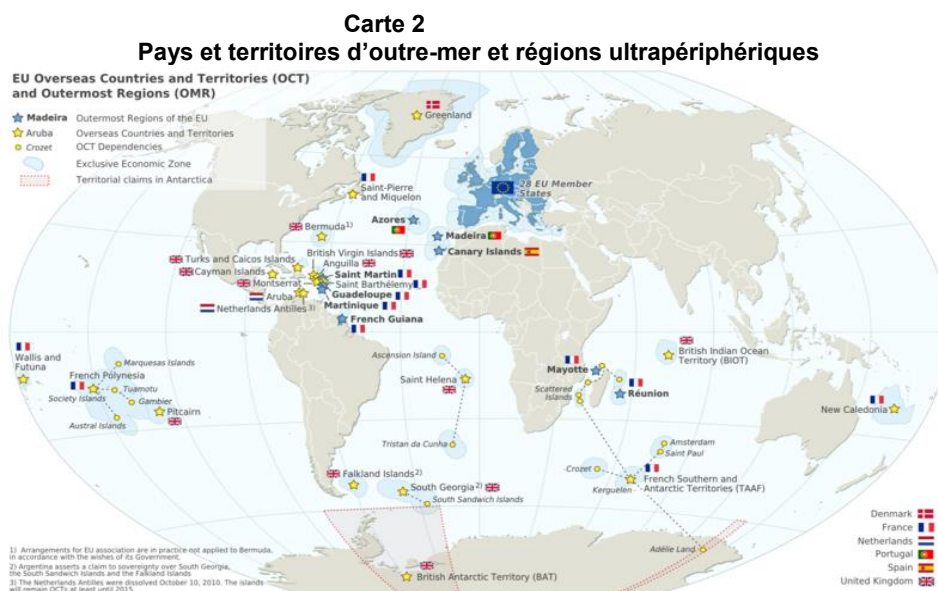 Carte 2
Pays et territoires d’outre-mer et régions ultrapériphériques
EU Overseas Countries and Territories (OCT)
and Outermost Regions (OMR)
Madeira Outermost Regions of the EU
Aruba Overseas Countries and Territories
Crozet OCT Dependencies
Exclusive Economic Zone
Territorial claims in Antarctica
Greenland
28 EU Member
States
Saint-Pierre
and Miquelon
Azores
Bermuda1)
Madeira
Canary Islands
British Virgin Islands
Anguilla
Turks and Caicos Islands
Cayman Islands
Saint Martin
Montserrat
Saint Barthélemy
Aruba
Guadeloupe
Netherlands Antilles3)
Martinique
French Guiana
Wallis and
Futuna
Marquesas Islands
French Polynesia
Society Islands
Tuamotu
Gambier
Pitcairn
Austral Islands
Ascension Island
Saint Helena
Tristan da Cunha
Mayotte
Scattered
Islands
Réunion
British Indian Ocean
Territory (BIOT)
New Caledonia
Amsterdam
Saint Paul
Crozet
Kerguelen
French Southern and
Antarctic Territories (TAAF)
Falkland Islands2)
South Georgia2)
South Sandwich Islands
Adélie Land
British Antarctic Territory (BAT)
Denmark
France
Netherlands
Portugal
Spain
United Kingdom
1) Arrangements for EU association are in practice not applied to Bermuda,
in accordance with the wishes of its Government.
2) Argentina asserts a claim to sovereignty over South Georgia,
the South Sandwich Islands and the Falkland Islands
3) The Netherlands Antilles were dissolved October 10, 2010. The islands
will remain OCTs at least until 2015.